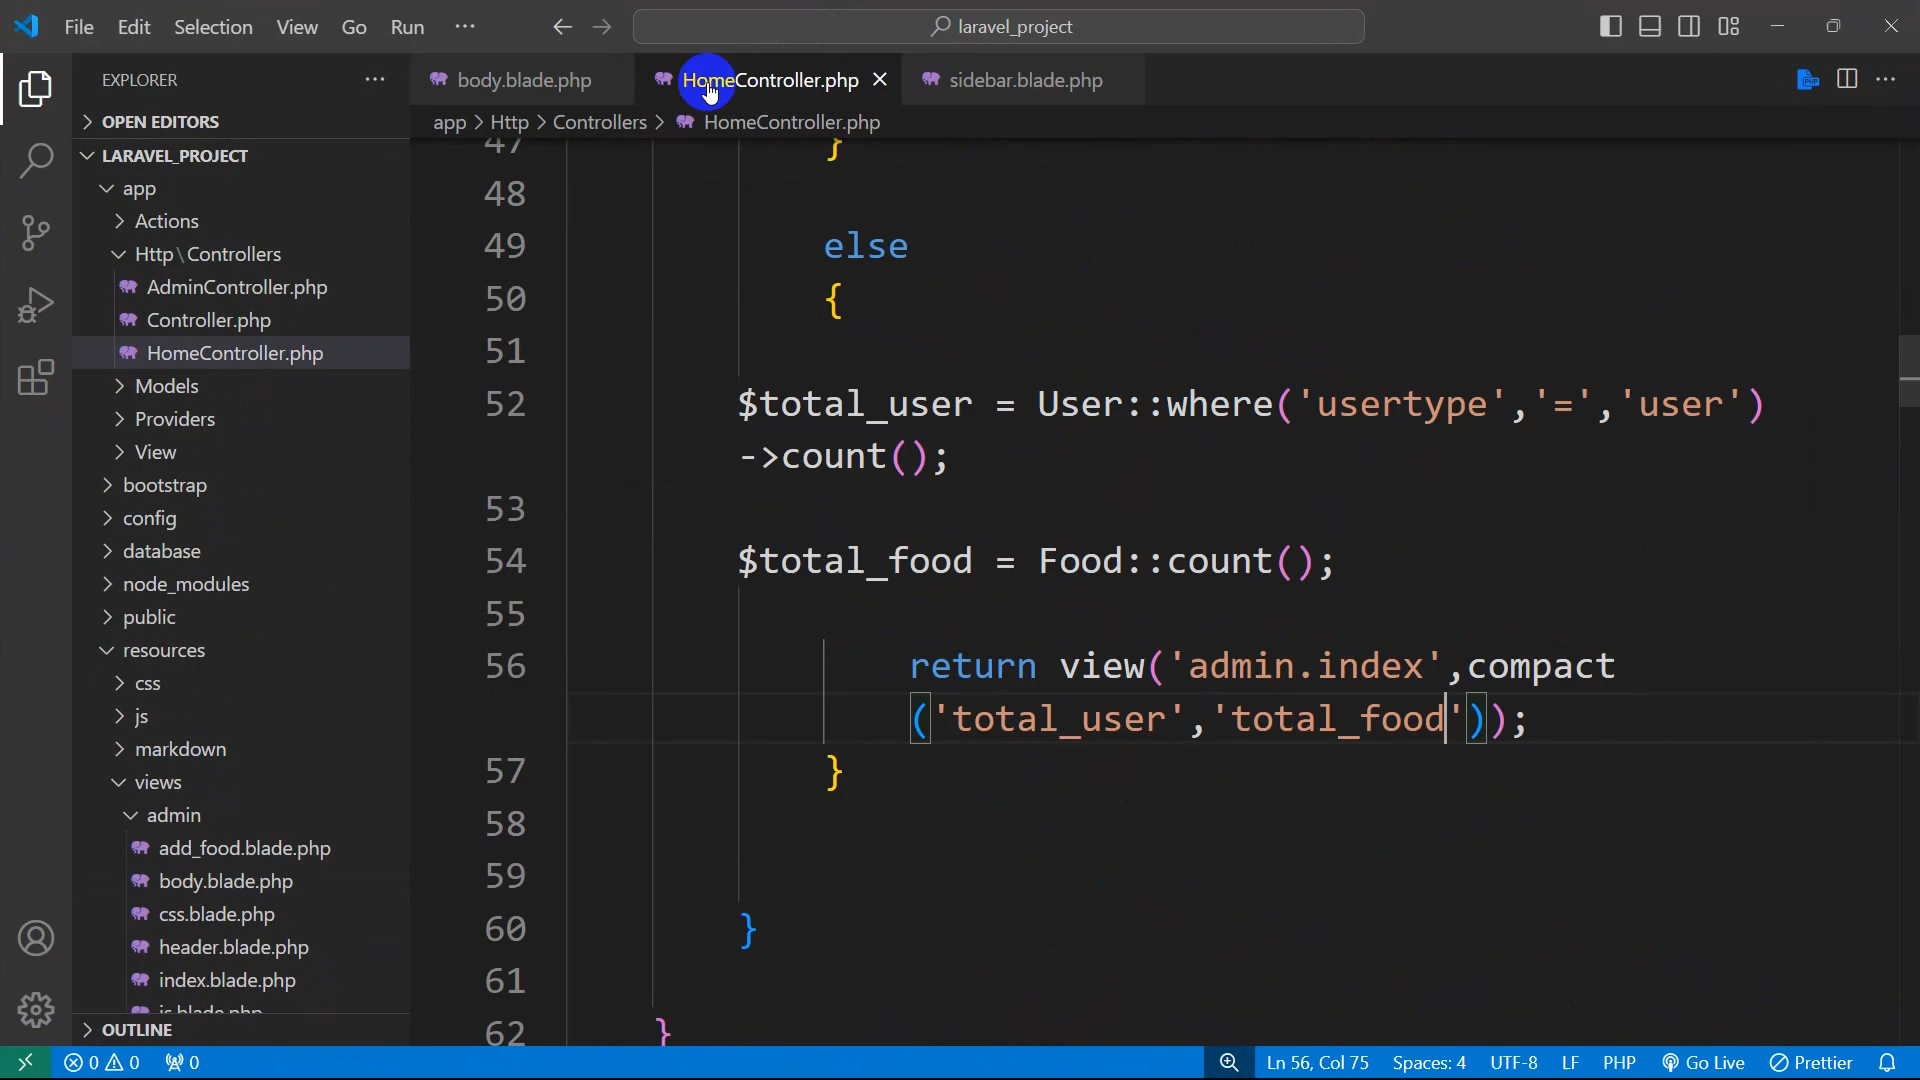 File Edit Selection View Go Run ··· laravel_project
EXPLORER ···
OPEN EDITORS
LARAVEL_PROJECT
app
Actions
Http\Controllers
AdminController.php
Controller.php
HomeController.php
Models
Providers
View
bootstrap
config
database
node_modules
public
resources
css
js
markdown
views
admin
add_food.blade.php
body.blade.php
css.blade.php
header.blade.php
index.blade.php
js.blade.php
OUTLINE
body.blade.php HomeController.php sidebar.blade.php PHP ···
app > Http > Controllers > HomeController.php
47 }
48
49 else
50 {
51
52 $total_user = User::where('usertype','=','user')
->count();
53
54 $total_food = Food::count();
55
56 return view('admin.index',compact
('total_user','total_food'));
57 }
58
59
60 }
61
62 }
0 0 0 Ln 56, Col 75 Spaces: 4 UTF-8 LF PHP Go Live Prettier